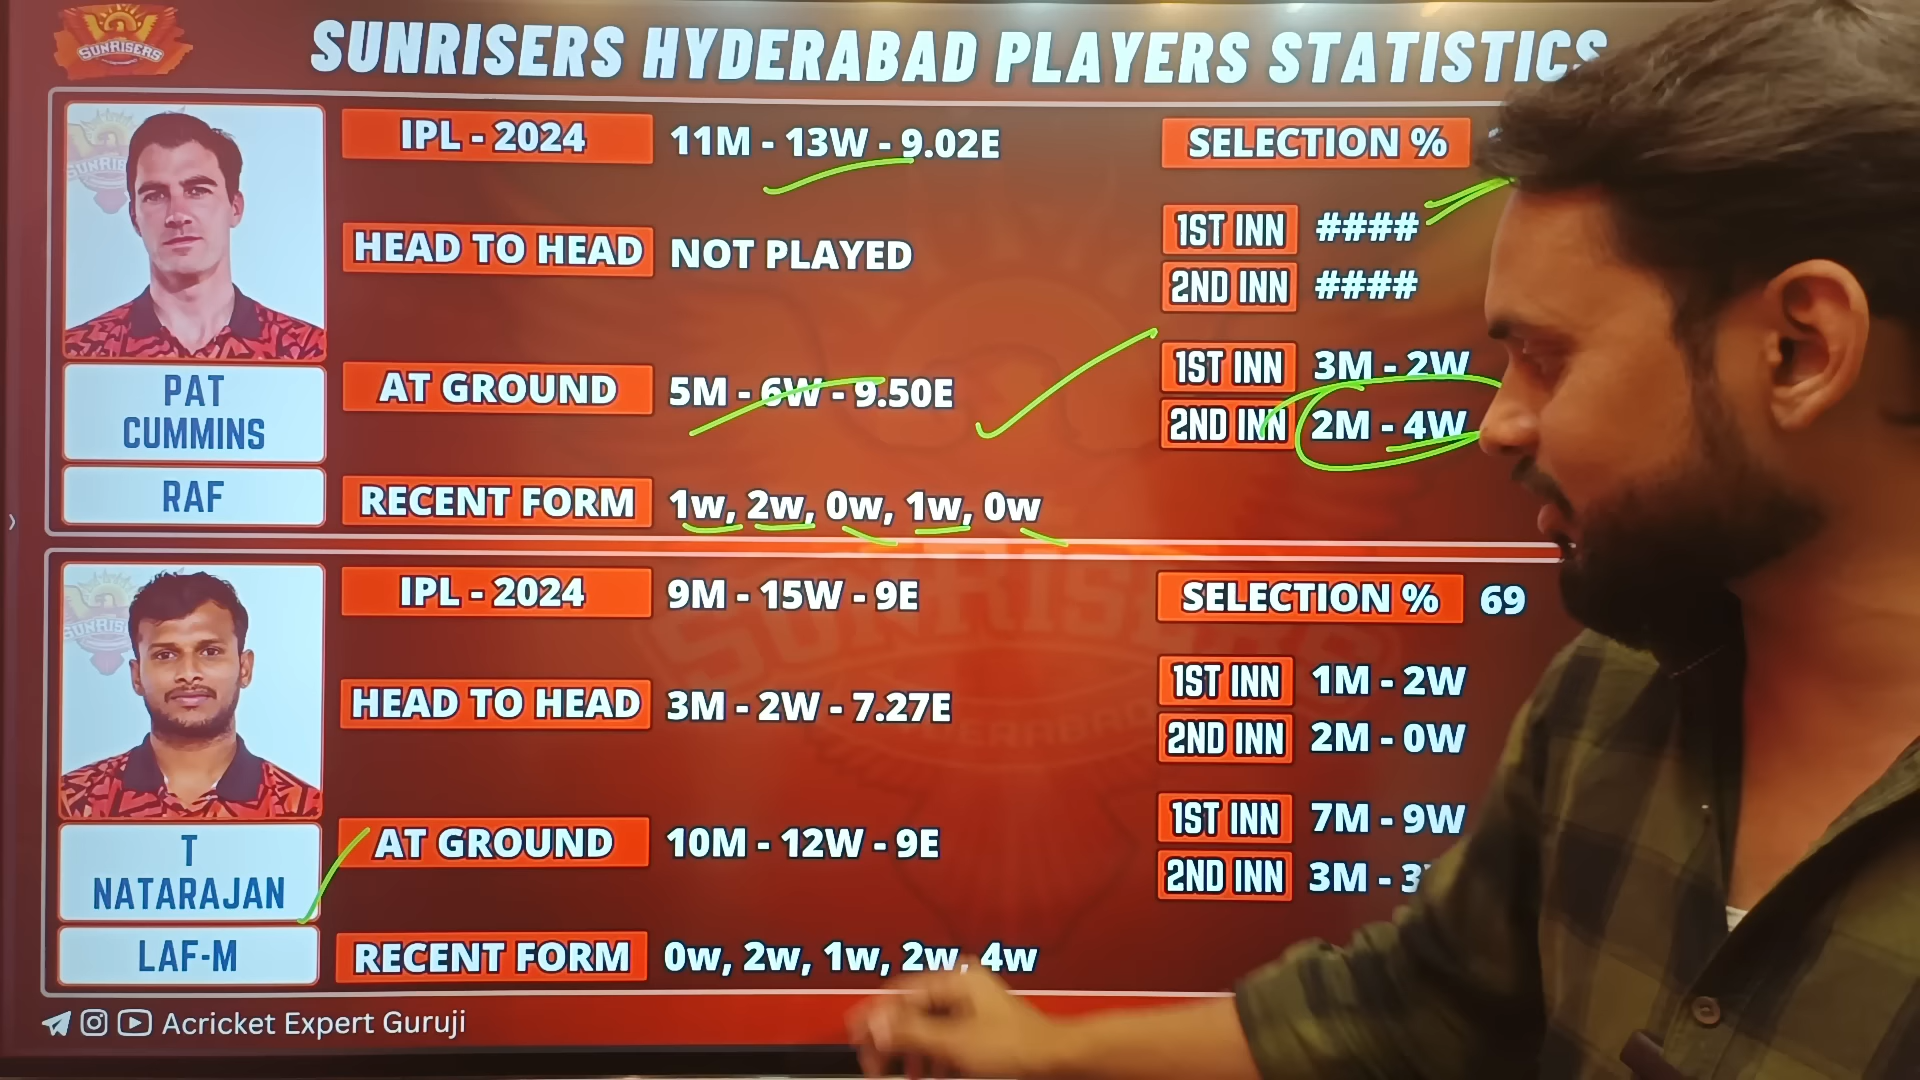 SUNRISERS
SUNRISERS HYDERABAD PLAYERS STATISTICS
PAT
CUMMINS
RAF
IPL - 2024 11M - 13W - 9.02E
HEAD TO HEAD NOT PLAYED
AT GROUND 5M - 6W - 9.50E
RECENT FORM 1w, 2w, 0w, 1w, 0w
SELECTION %
1ST INN ####
2ND INN ####
1ST INN 3M - 2W
2ND INN 2M - 4W
T
NATARAJAN
LAF-M
IPL - 2024 9M - 15W - 9E
HEAD TO HEAD 3M - 2W - 7.27E
AT GROUND 10M - 12W - 9E
RECENT FORM 0w, 2w, 1w, 2w, 4w
SELECTION % 69
1ST INN 1M - 2W
2ND INN 2M - 0W
1ST INN 7M - 9W
2ND INN 3M - 3
Acricket Expert Guruji